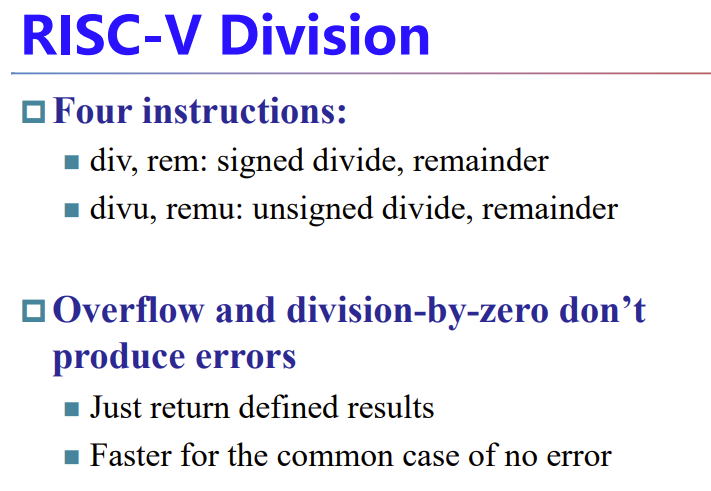 RISC-V Division
Four instructions:
div, rem: signed divide, remainder
divu, remu: unsigned divide, remainder
Overflow and division-by-zero don’t
produce errors
Just return defined results
Faster for the common case of no error